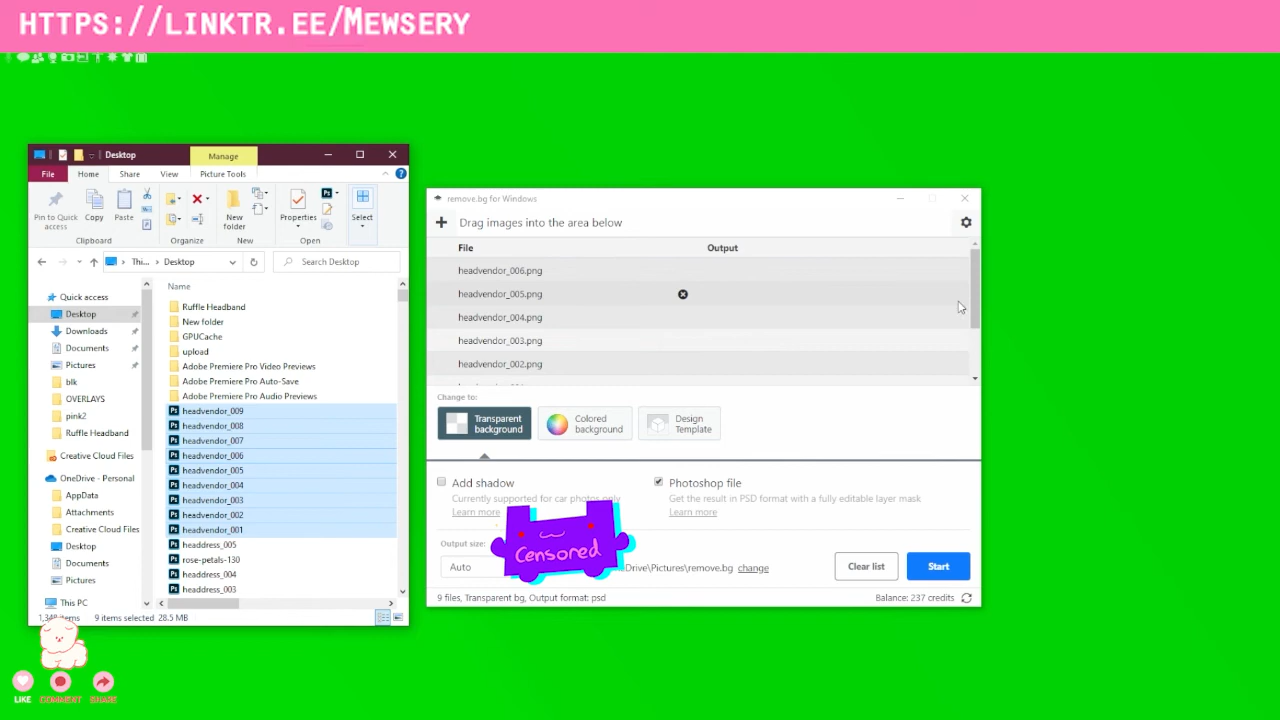 HTTPS://LINKTR.EE/MEWSERY
Desktop
Manage
File
Home
Share
View
Picture Tools
Pin to Quick access
Copy
Paste
New folder
Properties
Select
Clipboard
Organize
New
Open
Thi...
Desktop
Search Desktop
Name
Quick access
Desktop
Downloads
Documents
Pictures
blk
OVERLAYS
pink2
Ruffle Headband
Creative Cloud Files
OneDrive - Personal
AppData
Attachments
Creative Cloud Files
Desktop
Documents
Pictures
This PC
Ruffle Headband
New folder
GPUCache
upload
Adobe Premiere Pro Video Previews
Adobe Premiere Pro Auto-Save
Adobe Premiere Pro Audio Previews
headvendor_009
headvendor_008
headvendor_007
headvendor_006
headvendor_005
headvendor_004
headvendor_003
headvendor_002
headvendor_001
headdress_005
rose-petals-130
headdress_004
headdress_003
9 items selected 28.5 MB
remove.bg for Windows
Drag images into the area below
File
Output
headvendor_006.png
headvendor_005.png
headvendor_004.png
headvendor_003.png
headvendor_002.png
Change to:
Transparent background
Colored background
Design Template
Add shadow
Currently supported for car photos only
Learn more
Photoshop file
Get the result in PSD format with a fully editable layer mask
Learn more
Output size:
Auto
Censored
Drive\Pictures\remove.bg
change
Clear list
Start
9 files, Transparent bg, Output format: psd
Balance: 237 credits
LIKE
COMMENT
SHARE